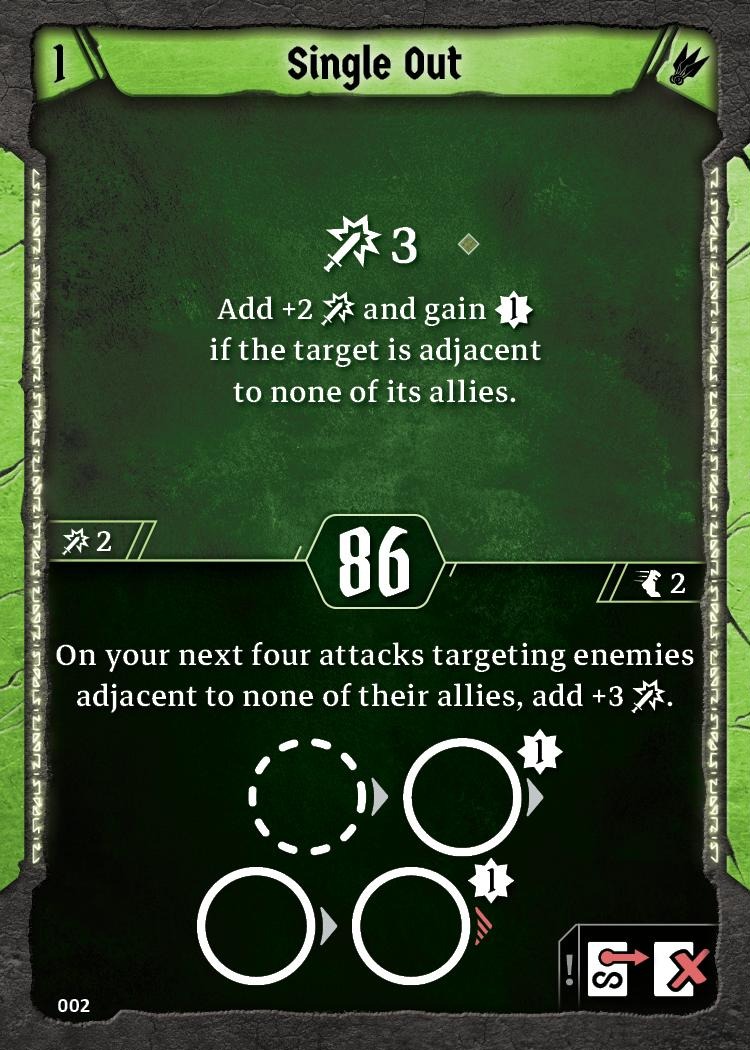 1 Single Out
3
Add +2 and gain 1
if the target is adjacent
to none of its allies.
2
86
2
On your next four attacks targeting enemies
adjacent to none of their allies, add +3 .
1
1
!
002